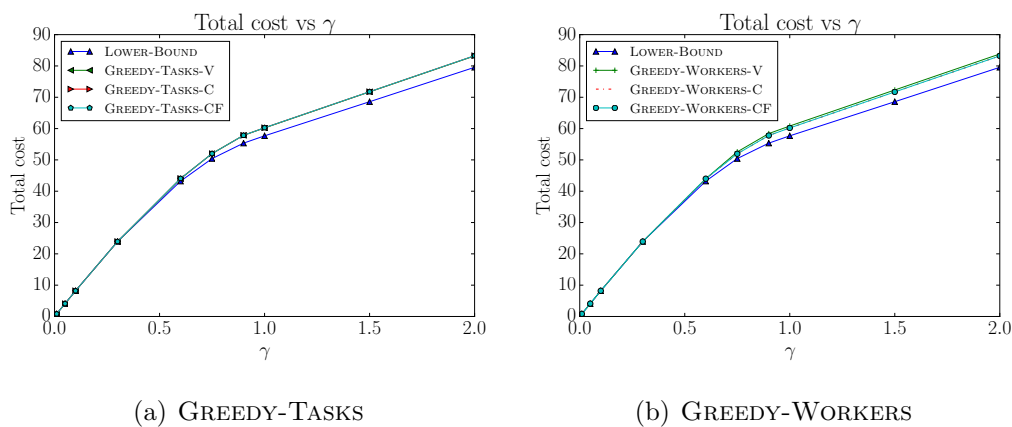 Total cost vs γ
90
80
70
60
50
40
30
20
10
0
Total cost
LOWER-BOUND
GREEDY-TASKS-V
GREEDY-TASKS-C
GREEDY-TASKS-CF
0.0 0.5 1.0 1.5 2.0
γ
(a) GREEDY-TASKS
Total cost vs γ
90
80
70
60
50
40
30
20
10
0
Total cost
LOWER-BOUND
GREEDY-WORKERS-V
GREEDY-WORKERS-C
GREEDY-WORKERS-CF
0.0 0.5 1.0 1.5 2.0
γ
(b) GREEDY-WORKERS